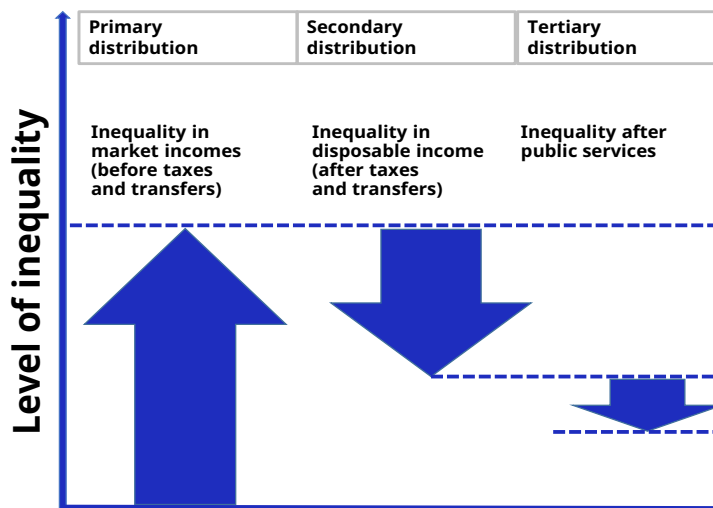 Primary
distribution
Secondary
distribution
Tertiary
distribution
Inequality in
market incomes
(before taxes
and transfers)
Inequality in
disposable income
(after taxes
and transfers)
Inequality after
public services
Level of inequality